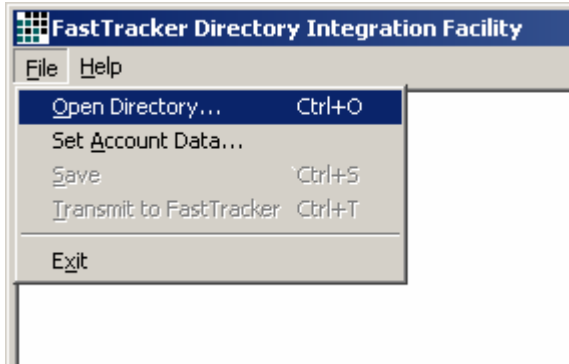 FastTracker Directory Integration Facility
File Help
Open Directory... Ctrl+O
Set Account Data...
Save Ctrl+S
Transmit to FastTracker Ctrl+T
Exit